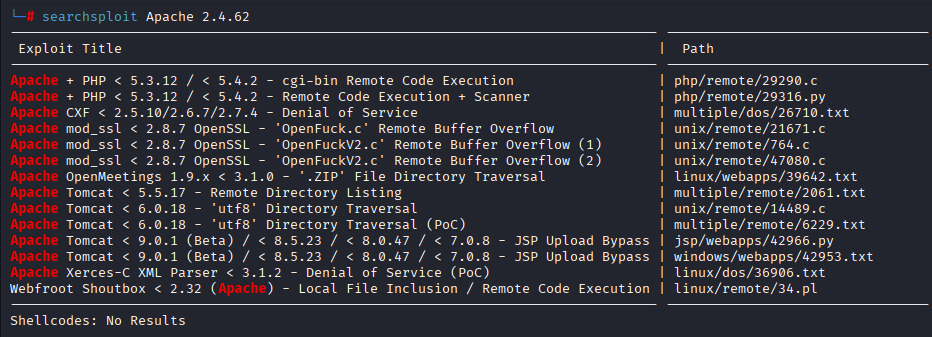 └─# searchsploit Apache 2.4.62
Exploit Title | Path
Apache + PHP < 5.3.12 / < 5.4.2 - cgi-bin Remote Code Execution | php/remote/29290.c
Apache + PHP < 5.3.12 / < 5.4.2 - Remote Code Execution + Scanner | php/remote/29316.py
Apache CXF < 2.5.10/2.6.7/2.7.4 - Denial of Service | multiple/dos/26710.txt
Apache mod_ssl < 2.8.7 OpenSSL - 'OpenFuck.c' Remote Buffer Overflow | unix/remote/21671.c
Apache mod_ssl < 2.8.7 OpenSSL - 'OpenFuckV2.c' Remote Buffer Overflow (1) | unix/remote/764.c
Apache mod_ssl < 2.8.7 OpenSSL - 'OpenFuckV2.c' Remote Buffer Overflow (2) | unix/remote/47080.c
Apache OpenMeetings 1.9.x < 3.1.0 - '.ZIP' File Directory Traversal | linux/webapps/39642.txt
Apache Tomcat < 5.5.17 - Remote Directory Listing | multiple/remote/2061.txt
Apache Tomcat < 6.0.18 - 'utf8' Directory Traversal | unix/remote/14489.c
Apache Tomcat < 6.0.18 - 'utf8' Directory Traversal (PoC) | multiple/remote/6229.txt
Apache Tomcat < 9.0.1 (Beta) / < 8.5.23 / < 8.0.47 / < 7.0.8 - JSP Upload Bypass | jsp/webapps/42966.py
Apache Tomcat < 9.0.1 (Beta) / < 8.5.23 / < 8.0.47 / < 7.0.8 - JSP Upload Bypass | windows/webapps/42953.txt
Apache Xerces-C XML Parser < 3.1.2 - Denial of Service (PoC) | linux/dos/36906.txt
Webfroot Shoutbox < 2.32 (Apache) - Local File Inclusion / Remote Code Execution | linux/remote/34.pl
Shellcodes: No Results